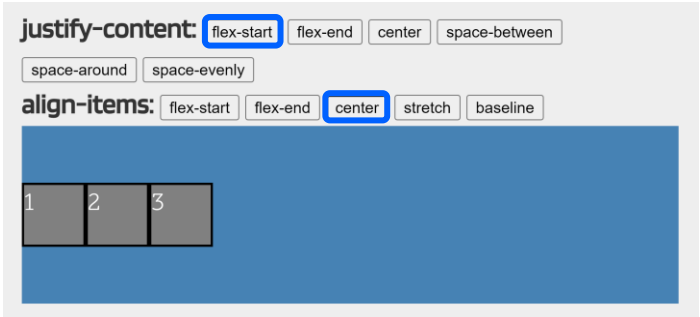 justify-content: flex-start flex-end center space-between
space-around space-evenly
align-items: flex-start flex-end center stretch baseline
1 2 3